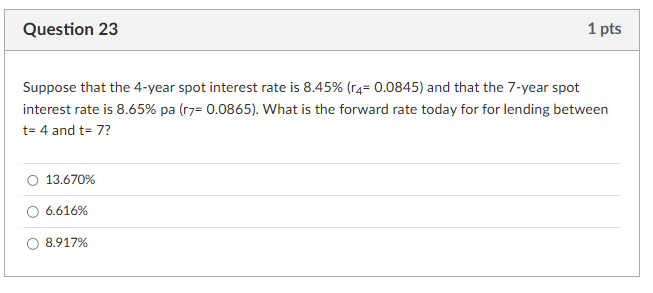 Question 23
1 pts
Suppose that the 4-year spot interest rate is 8.45% (r4= 0.0845) and that the 7-year spot
interest rate is 8.65% pa (r7= 0.0865). What is the forward rate today for for lending between
t= 4 and t= 7?
13.670%
6.616%
8.917%